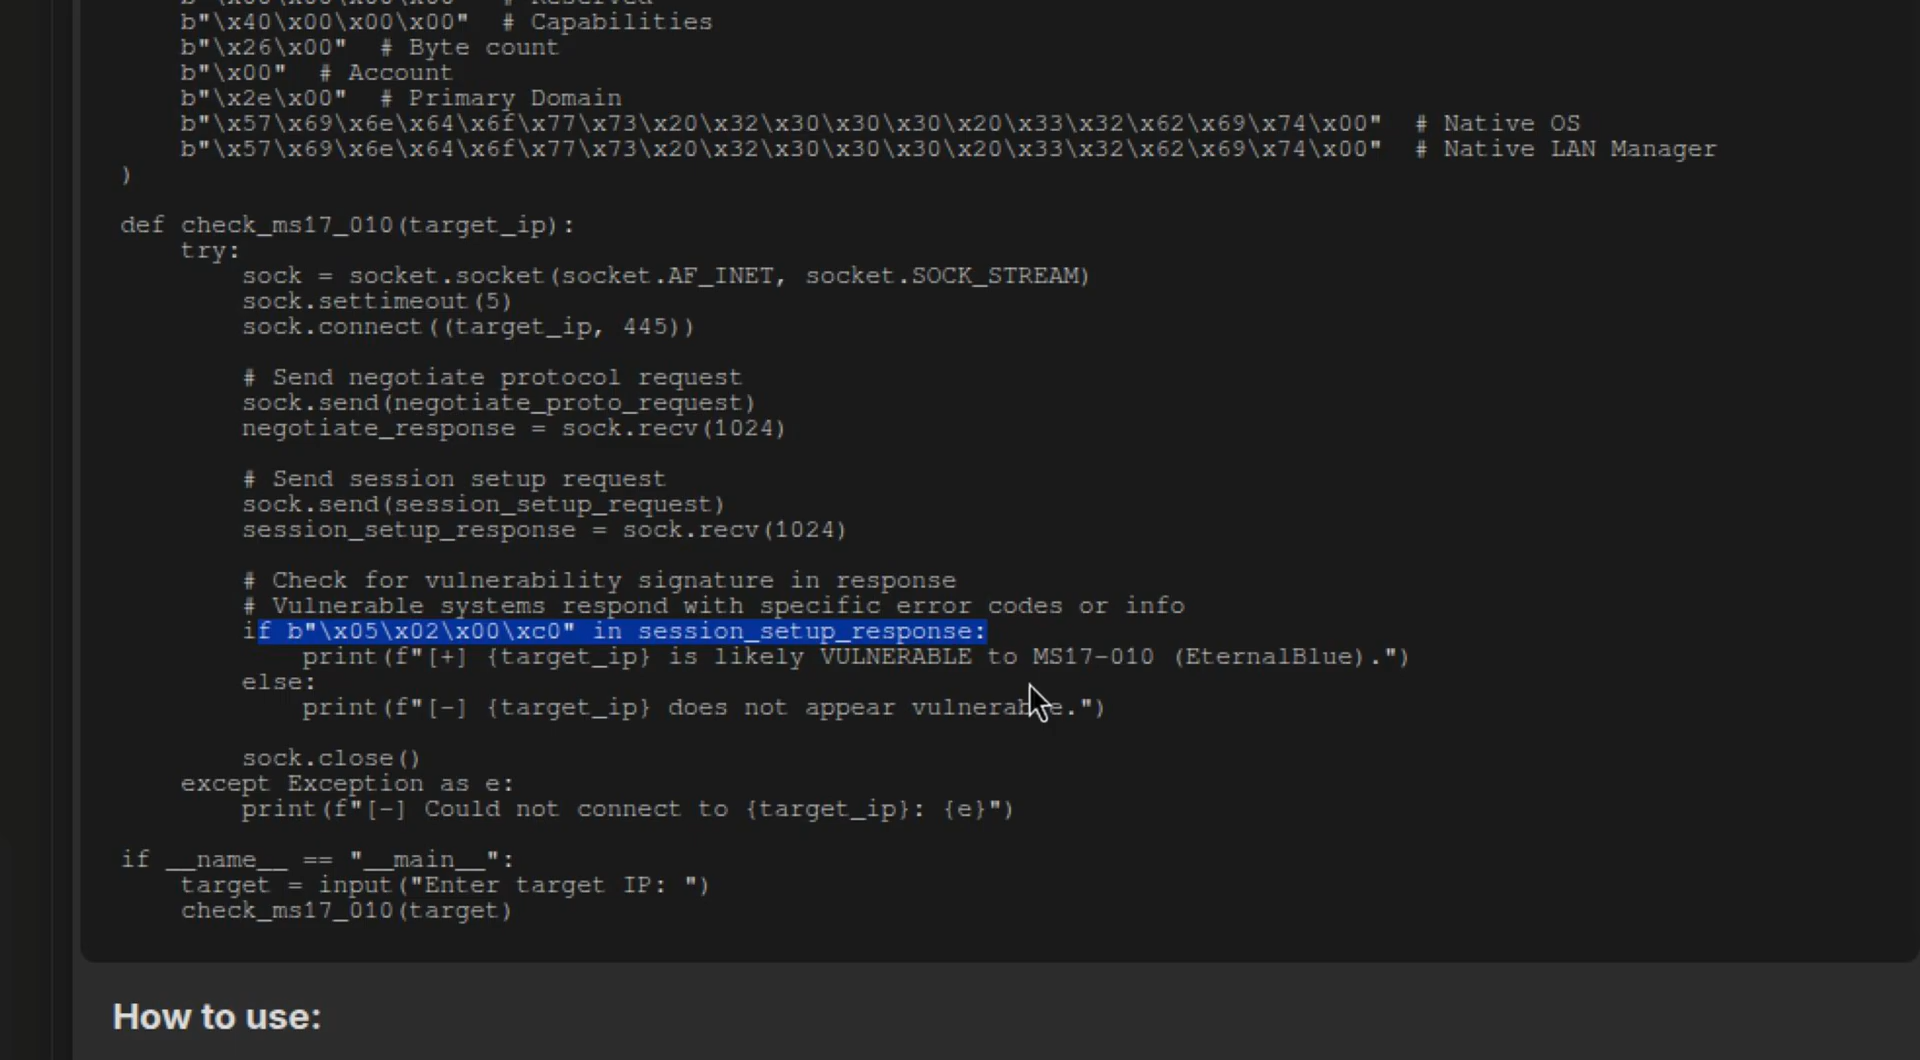 b"\x40\x00\x00\x00"  # Capabilities
b"\x26\x00"  # Byte count
b"\x00"  # Account
b"\x2e\x00"  # Primary Domain
b"\x57\x69\x6e\x64\x6f\x77\x73\x20\x32\x30\x30\x30\x20\x33\x32\x62\x69\x74\x00"  # Native OS
b"\x57\x69\x6e\x64\x6f\x77\x73\x20\x32\x30\x30\x30\x20\x33\x32\x62\x69\x74\x00"  # Native LAN Manager
)
def check_ms17_010(target_ip):
try:
sock = socket.socket(socket.AF_INET, socket.SOCK_STREAM)
sock.settimeout(5)
sock.connect((target_ip, 445))
# Send negotiate protocol request
sock.send(negotiate_proto_request)
negotiate_response = sock.recv(1024)
# Send session setup request
sock.send(session_setup_request)
session_setup_response = sock.recv(1024)
# Check for vulnerability signature in response
# Vulnerable systems respond with specific error codes or info
if b"\x05\x02\x00\xc0" in session_setup_response:
print(f"[+] {target_ip} is likely VULNERABLE to MS17-010 (EternalBlue).")
else:
print(f"[-] {target_ip} does not appear vulnerable.")
sock.close()
except Exception as e:
print(f"[-] Could not connect to {target_ip}: {e}")
if __name__ == "__main__":
target = input("Enter target IP: ")
check_ms17_010(target)
How to use: